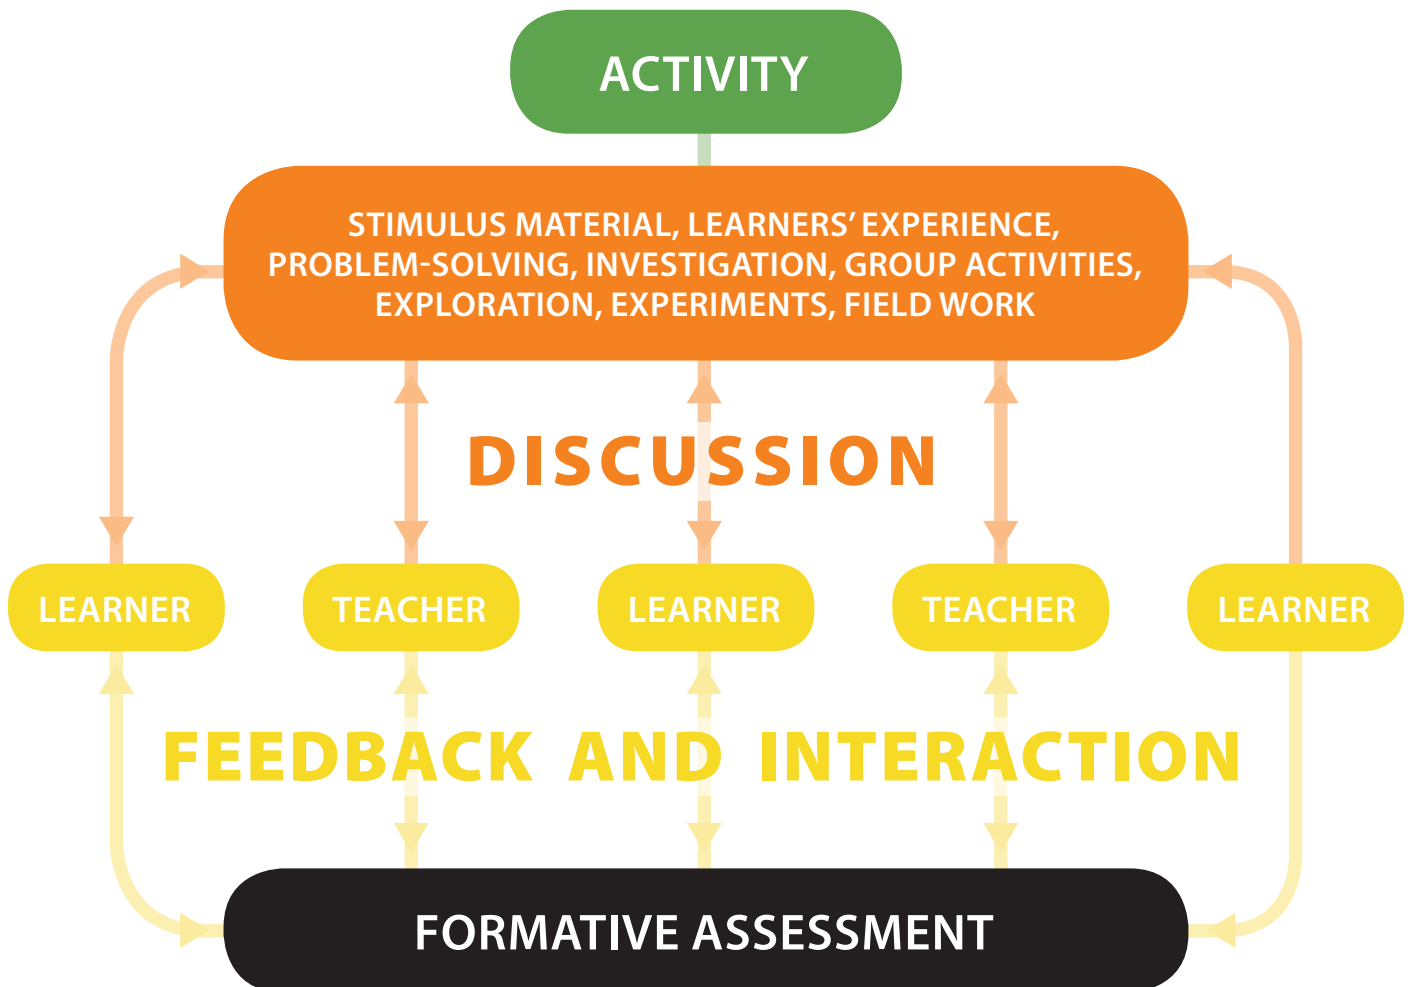 ACTIVITY
STIMULUS MATERIAL, LEARNERS’ EXPERIENCE,
PROBLEM-SOLVING, INVESTIGATION, GROUP ACTIVITIES,
EXPLORATION, EXPERIMENTS, FIELD WORK
DISCUSSION
LEARNER
TEACHER
LEARNER
TEACHER
LEARNER
FEEDBACK AND INTERACTION
FORMATIVE ASSESSMENT